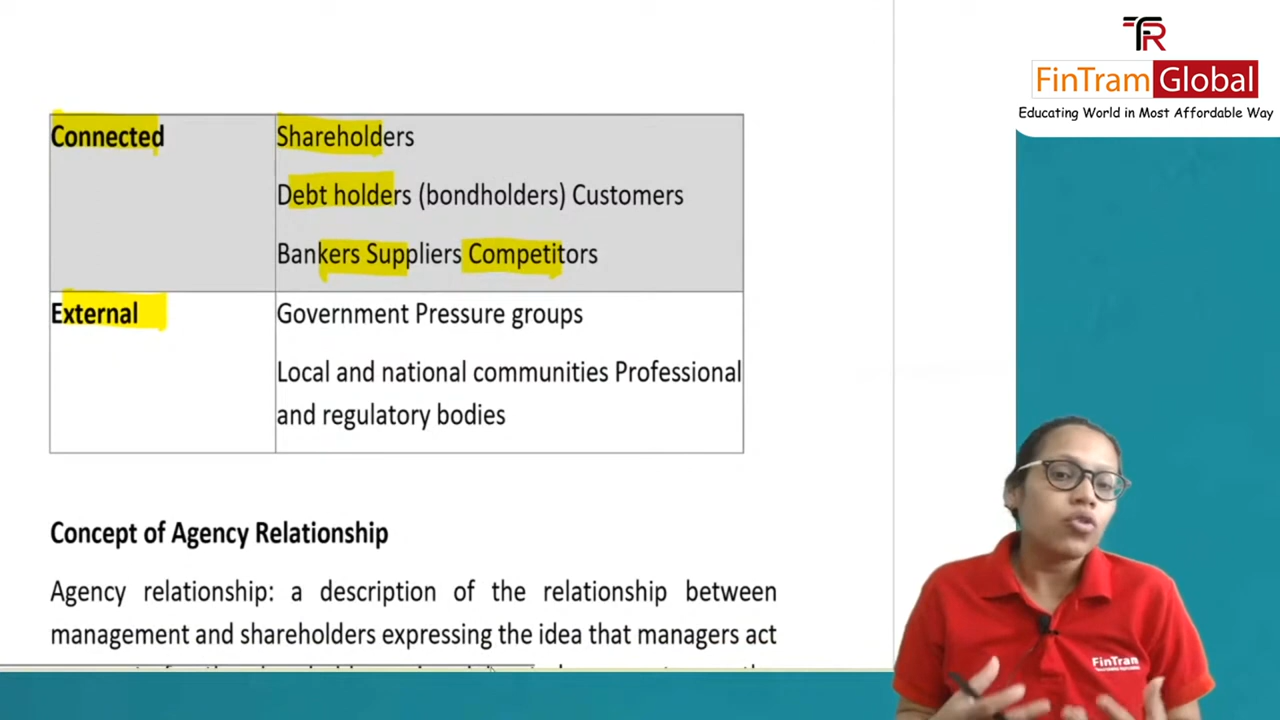 TR
FinTram Global
Educating World in Most Affordable Way
Connected
Shareholders
Debt holders (bondholders) Customers
Bankers Suppliers Competitors
External
Government Pressure groups
Local and national communities Professional
and regulatory bodies
Concept of Agency Relationship
Agency relationship: a description of the relationship between
management and shareholders expressing the idea that managers act
FinTram